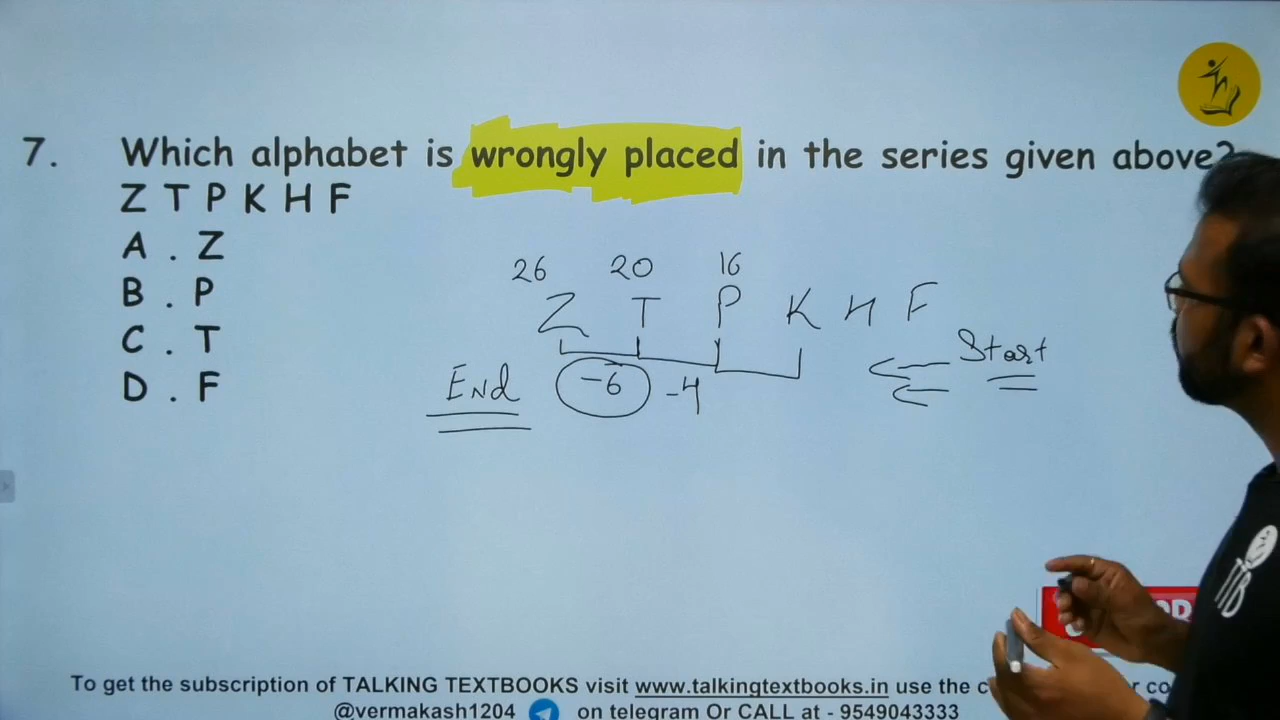 7. Which alphabet is wrongly placed in the series given above?
Z T P K H F
A . Z
B . P
C . T
D . F
26 20 16
Z T P K H F
Start
End -6 -4
TTB
To get the subscription of TALKING TEXTBOOKS visit www.talkingtextbooks.in use the
@vermakash1204 on telegram Or CALL at - 9549043333